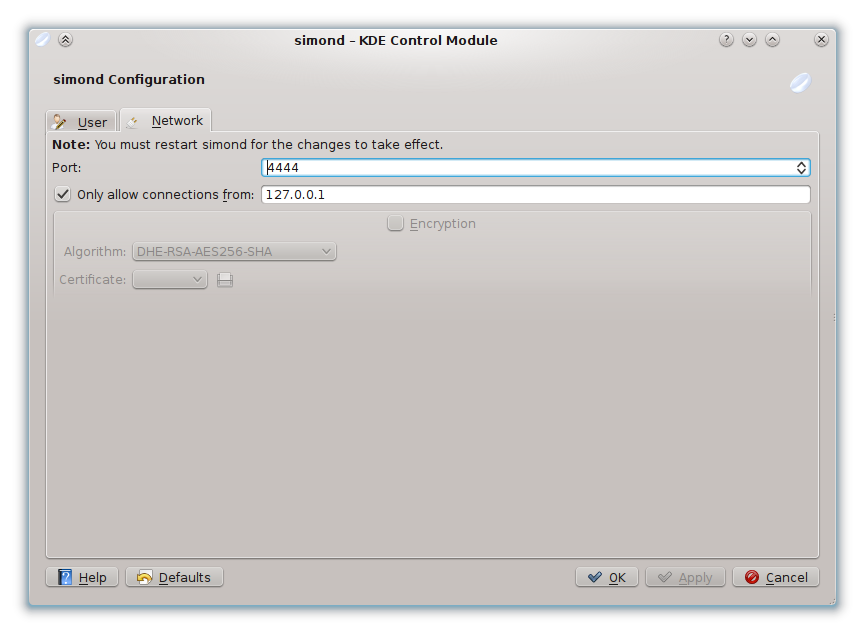 simond – KDE Control Module
simond Configuration
User Network
Note: You must restart simond for the changes to take effect.
Port: 4444
Only allow connections from: 127.0.0.1
Encryption
Algorithm: DHE-RSA-AES256-SHA
Certificate:
Help Defaults OK Apply Cancel